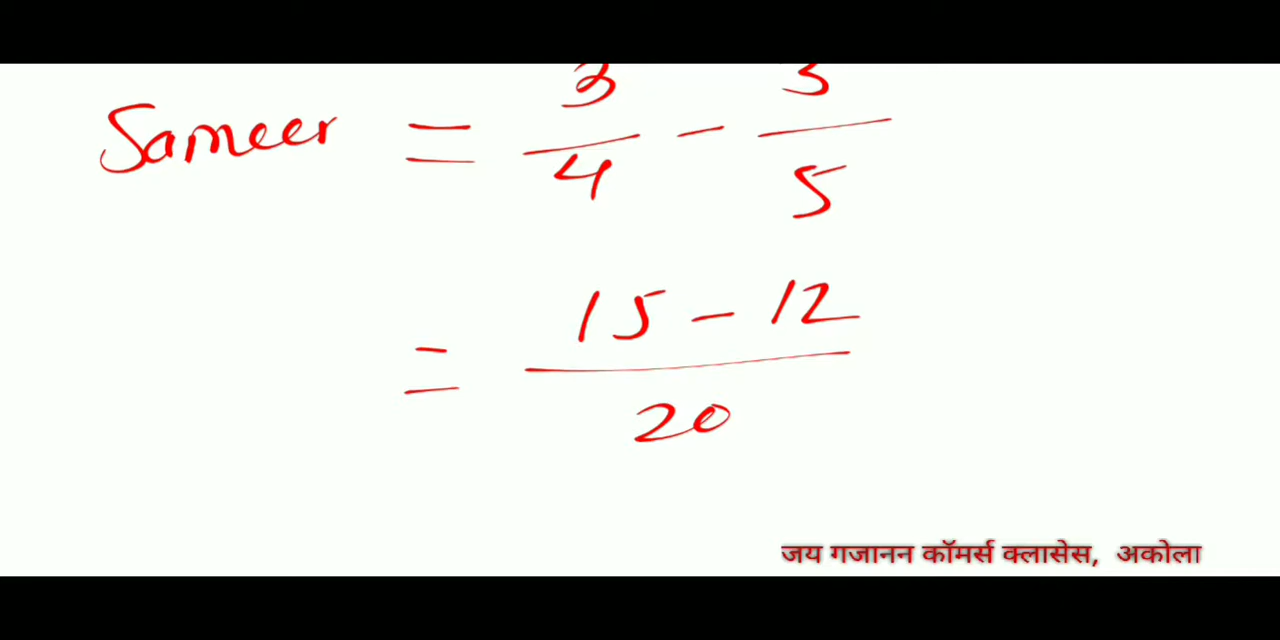 Sameer = 3/4 - 3/5
= 15 - 12 / 20
जय गजानन कॉमर्स क्लासेस, अकोला